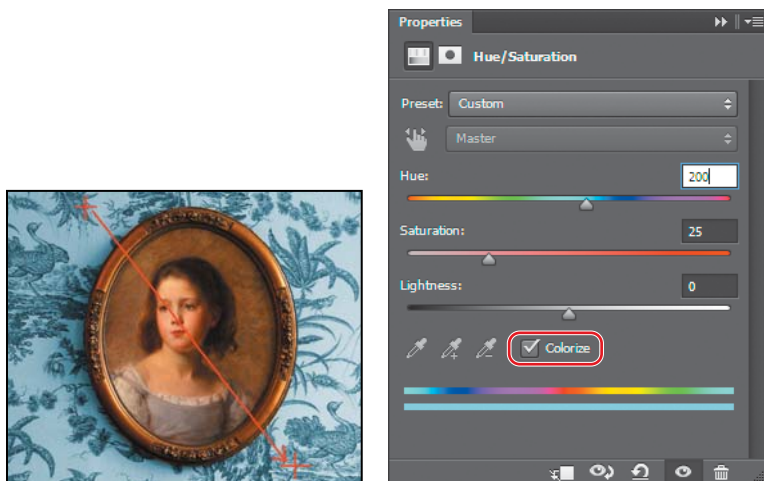 Properties
Hue/Saturation
Preset: Custom
Master
Hue: 200
Saturation: 25
Lightness: 0
Colorize